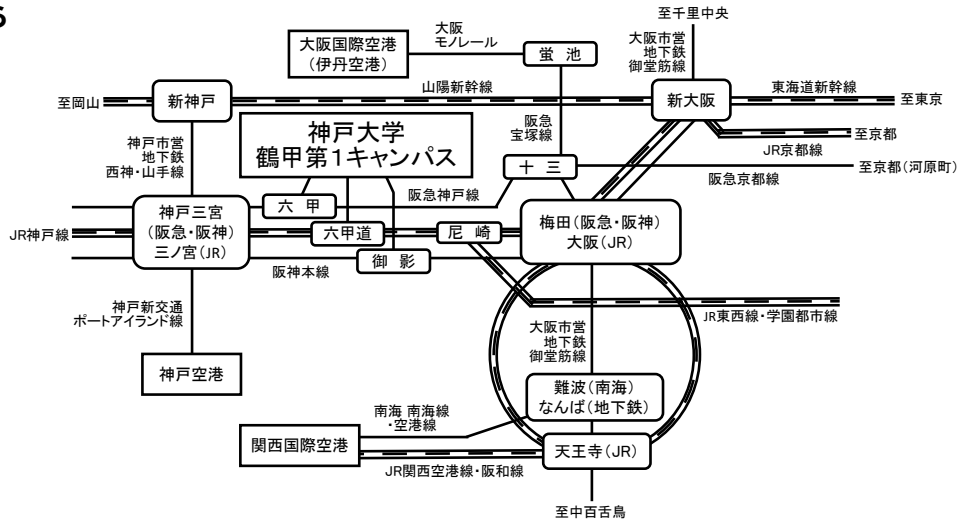 至千里中央
大阪
モノレール
大阪国際空港
(伊丹空港)
蛍 池
大阪市営
地下鉄
御堂筋線
至岡山
新神戸
山陽新幹線
新大阪
東海道新幹線
至東京
神戸市営
地下鉄
西神・山手線
神戸大学
鶴甲第1キャンパス
阪急
宝塚線
至京都
JR京都線
十 三
至京都(河原町)
阪急京都線
六 甲
阪急神戸線
神戸三宮
(阪急・阪神)
三ノ宮(JR)
梅田(阪急・阪神)
大阪(JR)
JR神戸線
六甲道
尼 崎
御 影
阪神本線
神戸新交通
ポートアイランド線
JR東西線・学園都市線
大阪市営
地下鉄
御堂筋線
神戸空港
難波(南海)
なんば(地下鉄)
南海 南海線
・空港線
関西国際空港
天王寺(JR)
JR関西空港線・阪和線
至中百舌鳥